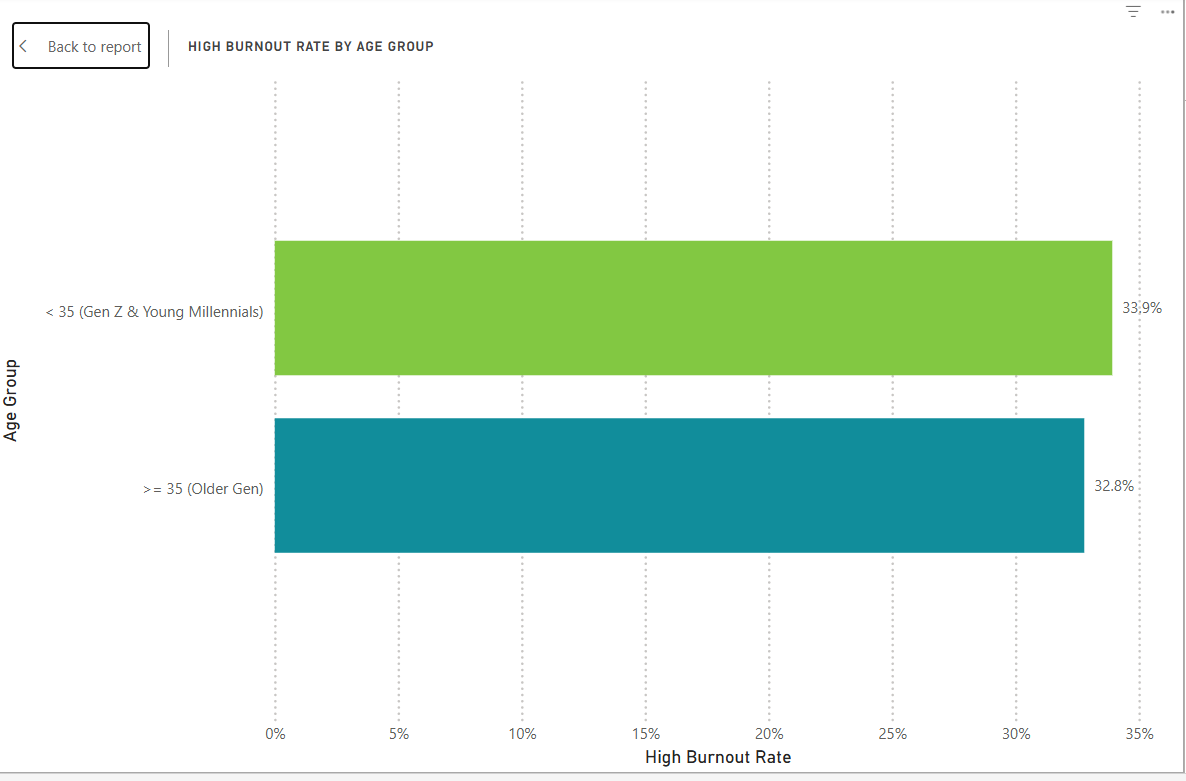 Back to report
HIGH BURNOUT RATE BY AGE GROUP
Age Group
< 35 (Gen Z & Young Millennials)
33.9%
>= 35 (Older Gen)
32.8%
0% 5% 10% 15% 20% 25% 30% 35%
High Burnout Rate